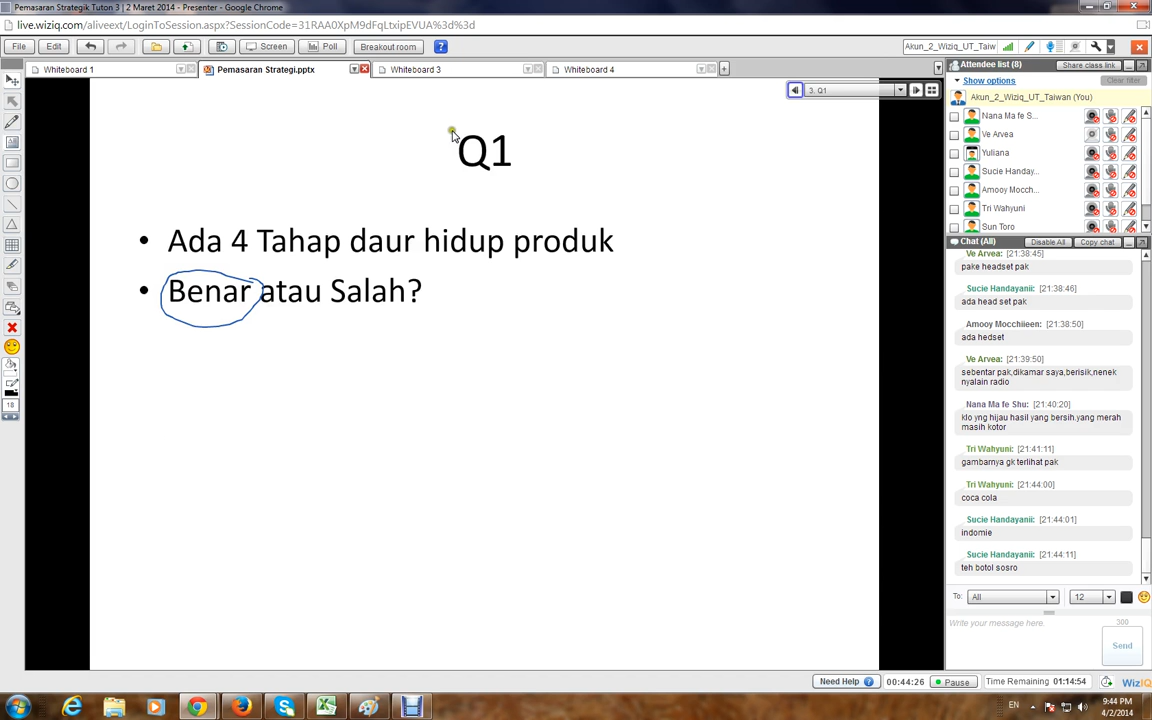 Pemasaran Strategik Tuton 3 | 2 Maret 2014 - Google Chrome
live.wiziq.com/aliveext/LoginToSession.aspx?SessionCode=31RAA0XpM9dFqLtxipEVUA%3d%3d
File Edit Screen Poll Breakout room ? Akun_2_Wiziq_UT_Taiw
Whiteboard 1 Pemasaran Strategi.pptx Whiteboard 3 Whiteboard 4
3. Q1
Q1
• Ada 4 Tahap daur hidup produk
• Benar atau Salah?
18
Attendee list (8) Share class link
Show options Clear filter
Akun_2_Wiziq_UT_Taiwan (You)
Nana Ma fe S...
Ve Arvea
Yuliana
Sucie Handay...
Amooy Mocch...
Tri Wahyuni
Sun Toro
Chat (All) Disable All Copy chat
Ve Arvea: [21:38:45]
pake headset pak
Sucie Handayanii: [21:38:46]
ada head set pak
Amooy Mocchiieen: [21:38:50]
ada hedset
Ve Arvea: [21:39:50]
sebentar pak,dikamar saya,berisik,nenek
nyalain radio
Nana Ma fe Shu: [21:40:20]
klo yng hijau hasil yang bersih.yang merah
masih kotor
Tri Wahyuni: [21:41:11]
gambarnya gk terlihat pak
Tri Wahyuni: [21:44:00]
coca cola
Sucie Handayanii: [21:44:01]
indomie
Sucie Handayanii: [21:44:11]
teh botol sosro
To: All 12
Write your message here.
300
Send
Need Help ? 00:44:26 Pause Time Remaining 01:14:54 WizIQ
EN 9:44 PM
4/2/2014